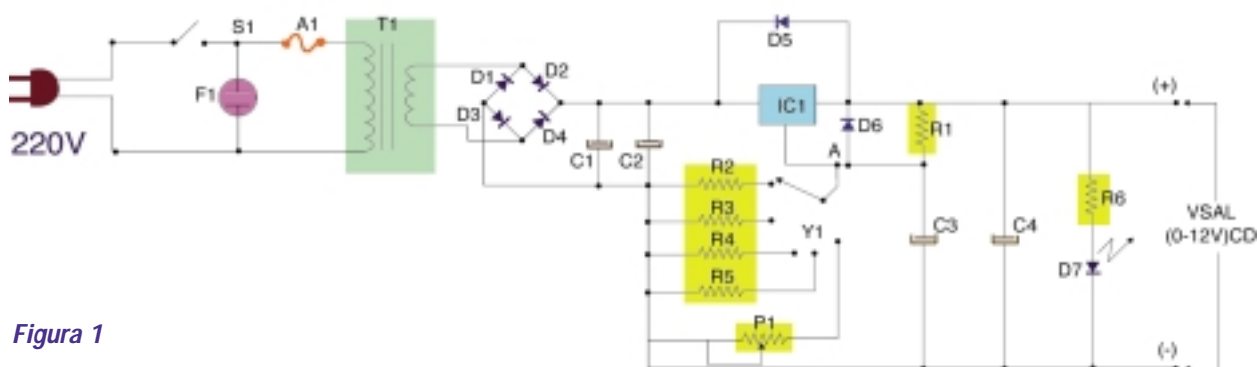 S1
A1
T1
F1
220V
D1
D2
D3
D4
C1
C2
D5
IC1
D6
A
R1
R2
R3
R4
R5
Y1
P1
C3
C4
R6
D7
(+)
VSAL
(0-12V)CD
(-)
Figura 1